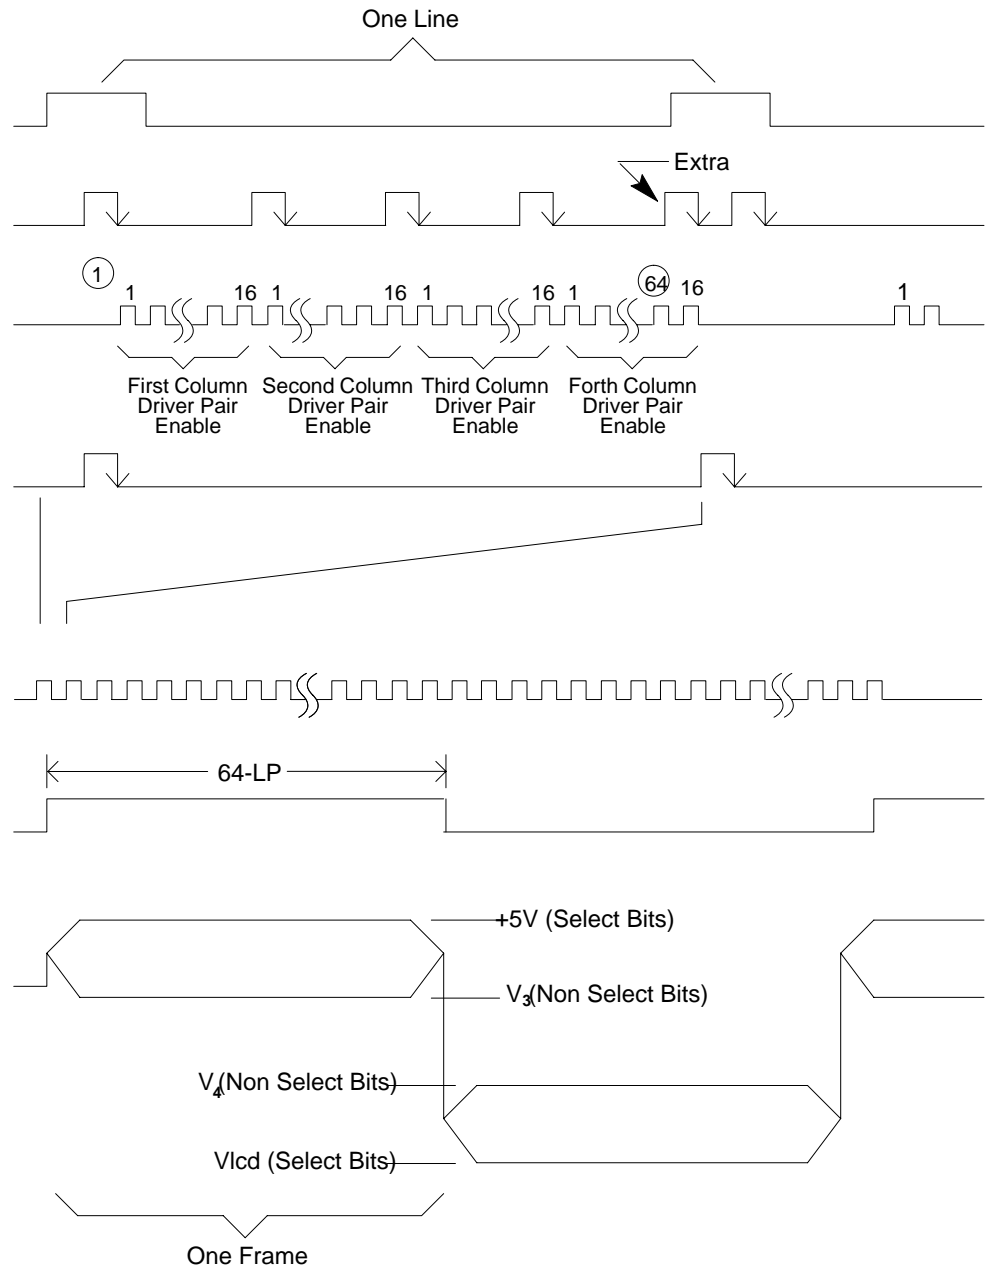 One Line
Extra
1
1 16 1 16 1 16 1 64 16 1
First Column Second Column Third Column Forth Column
Driver Pair Driver Pair Driver Pair Driver Pair
Enable Enable Enable Enable
64-LP
+5V (Select Bits)
V3(Non Select Bits)
V4(Non Select Bits)
Vlcd (Select Bits)
One Frame